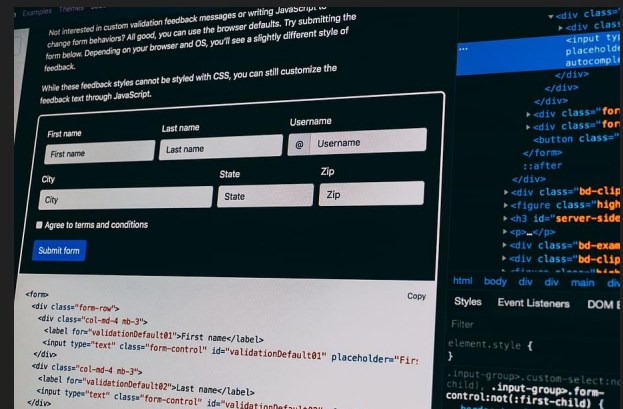 Examples
Not interested in custom validation feedback messages or writing JavaScript to
change form behaviors? All good, you can use the browser defaults. Try submitting the
form below. Depending on your browser and OS, you'll see a slightly different style of
feedback.
While these feedback styles cannot be styled with CSS, you can still customize the
feedback text through JavaScript.
First name Last name Username
First name Last name @ Username
City State Zip
City State Zip
Agree to terms and conditions
Submit form
Copy
<form>
<div class="form-row">
<div class="col-md-4 mb-3">
<label for="validationDefault01">First name</label>
<input type="text" class="form-control" id="validationDefault01" placeholder="Firs
</div>
<div class="col-md-4 mb-3">
<label for="validationDefault02">Last name</label>
<input type="text" class="form-control"
</div>
<div class=
<div class=
<input typ
placeholde
autocomple
</div>
</div>
</div>
<div class="for
<div class="for
<button class="
</form>
::after
</div>
<div class="bd-clip
<figure class="high
<h3 id="server-side
<p>…</p>
<div class="bd-exam
<div class="bd-clip
html body div div main div
Styles Event Listeners DOM
Filter
element.style {
}
.input-group>.custom-select:no
child), .input-group>.form-
control:not(:first-child) {